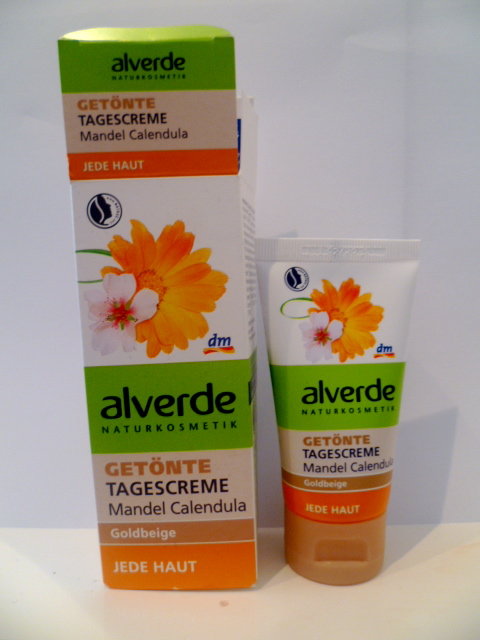 alverde
NATURKOSMETIK
GETÖNTE
TAGESCREME
Mandel Calendula
JEDE HAUT
dm
alverde
NATURKOSMETIK
GETÖNTE
TAGESCREME
Mandel Calendula
Goldbeige
JEDE HAUT
dm
alverde
NATURKOSMETIK
GETÖNTE
TAGESCREME
Mandel Calendula
Goldbeige
JEDE HAUT